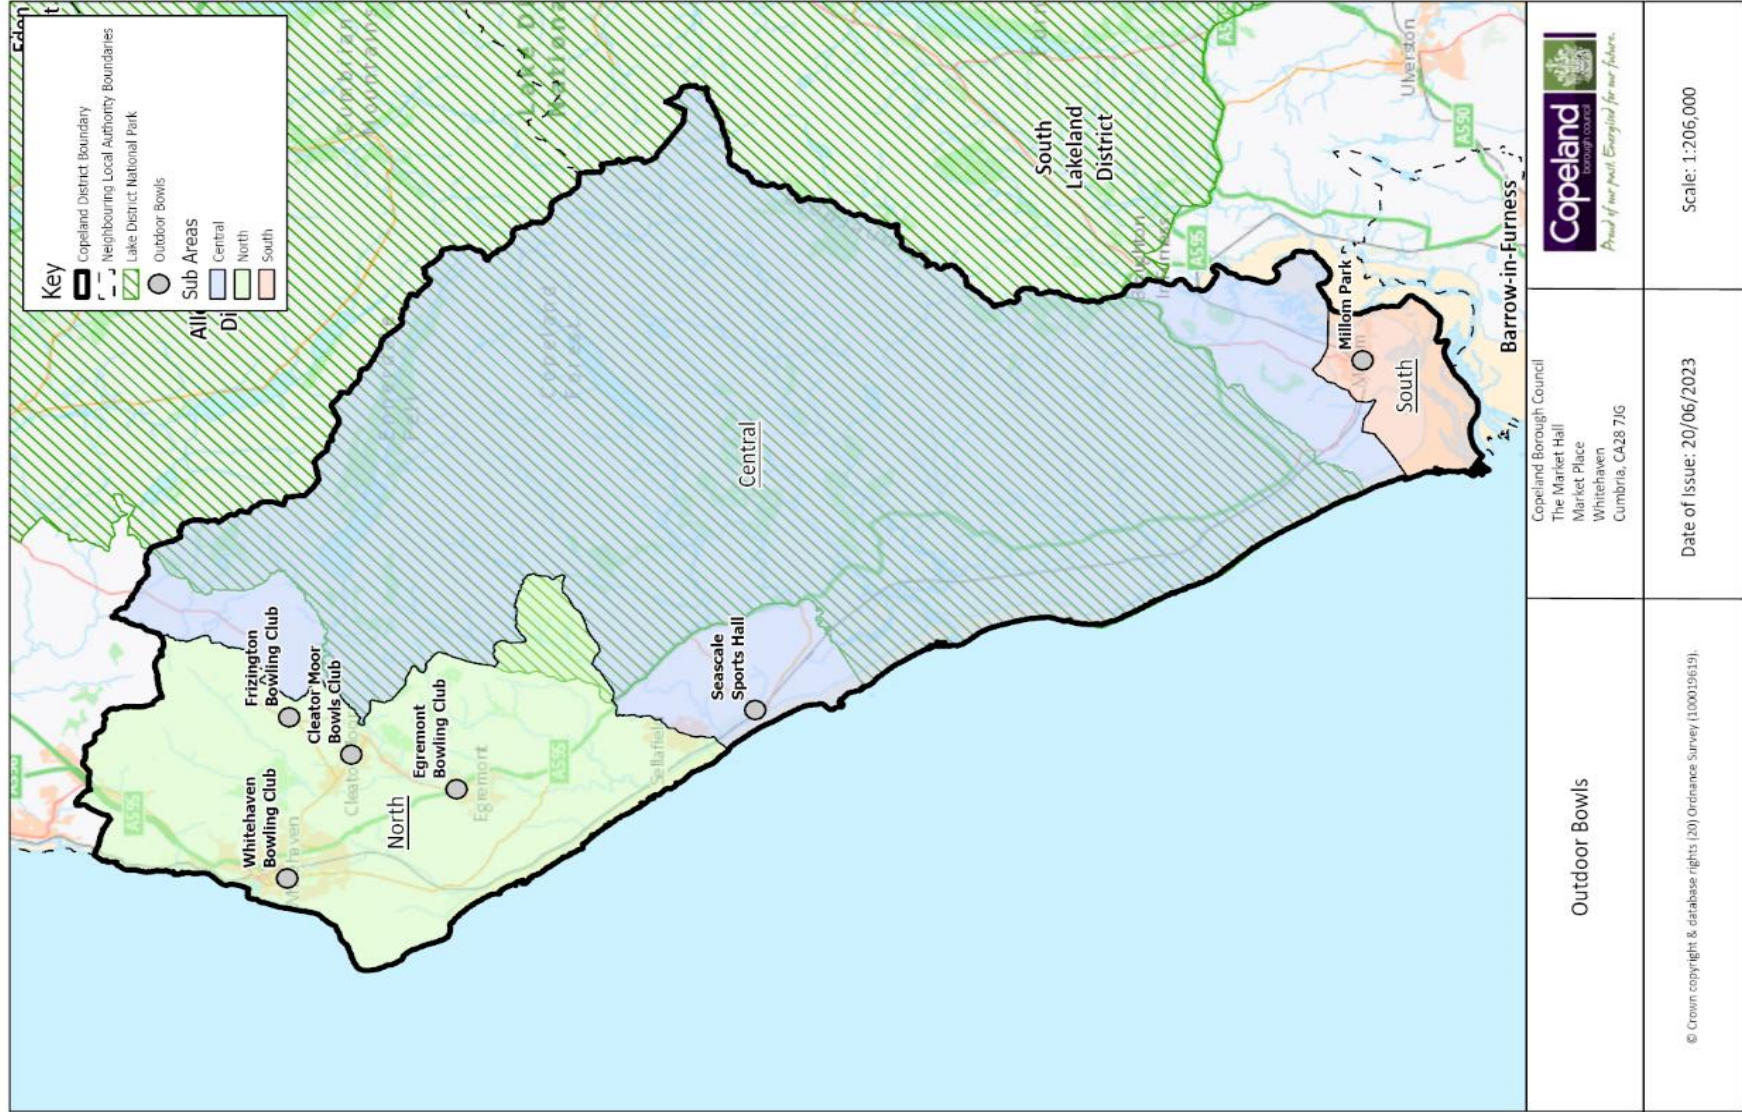 Key
Copeland District Boundary
Neighbouring Local Authority Boundaries
Lake District National Park
Outdoor Bowls
Sub Areas
Central
North
South
Whitehaven
Bowling Club
Frizington
Bowling Club
Cleator Moor
Bowls Club
Egremont
Bowling Club
North
Egremont
A595
A595
Sellafield
Seascale
Sports Hall
Central
South
Lakeland
District
Millom Park
South
Barrow-in-Furness
Ulverston
A590
A595
Outdoor Bowls
© Crown copyright & database rights (20) Ordnance Survey (100019619).
Copeland Borough Council
The Market Hall
Market Place
Whitehaven
Cumbria, CA28 7JG
Date of Issue: 20/06/2023
Copeland
borough council
Proud of our past. Energised for our future.
Scale: 1:206,000